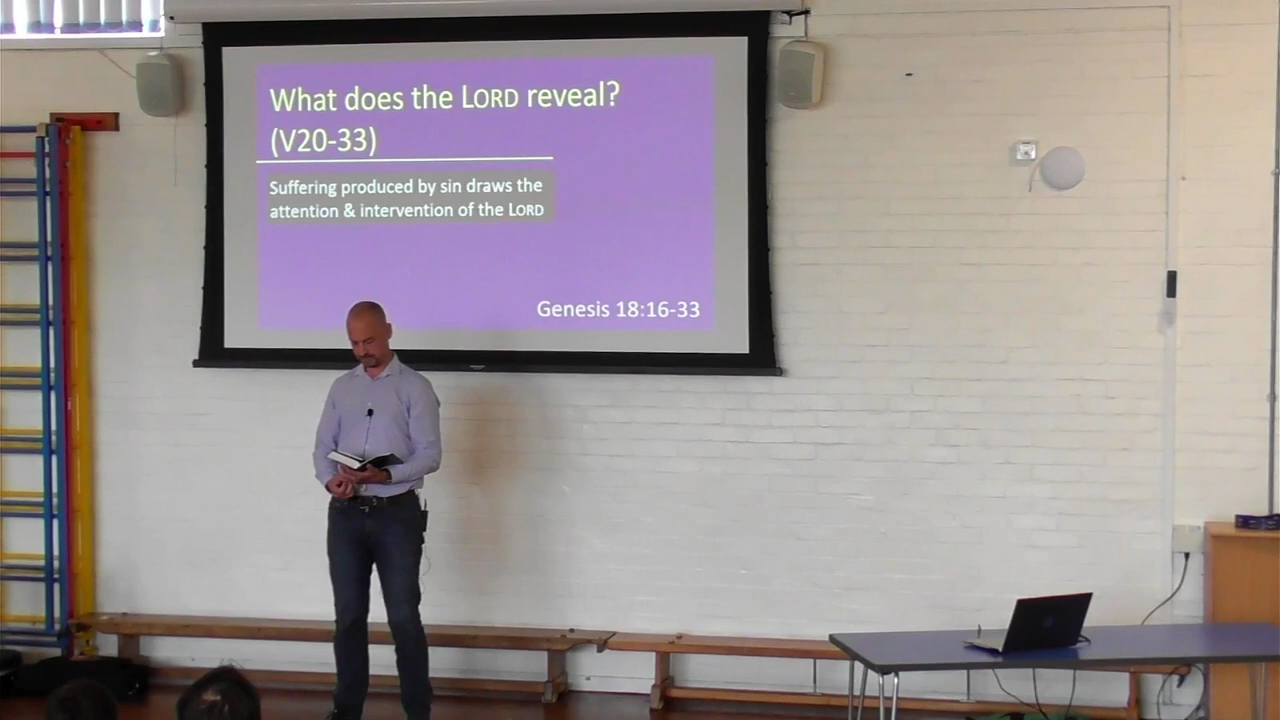 What does the LORD reveal?
(V20-33)
Suffering produced by sin draws the
attention & intervention of the LORD
Genesis 18:16-33